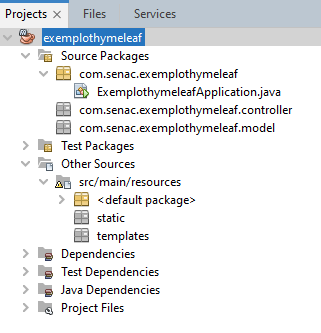 Projects × Files Services
exemplothymeleaf
Source Packages
com.senac.exemplothymeleaf
ExemplothymeleafApplication.java
com.senac.exemplothymeleaf.controller
com.senac.exemplothymeleaf.model
Test Packages
Other Sources
src/main/resources
<default package>
static
templates
Dependencies
Test Dependencies
Java Dependencies
Project Files